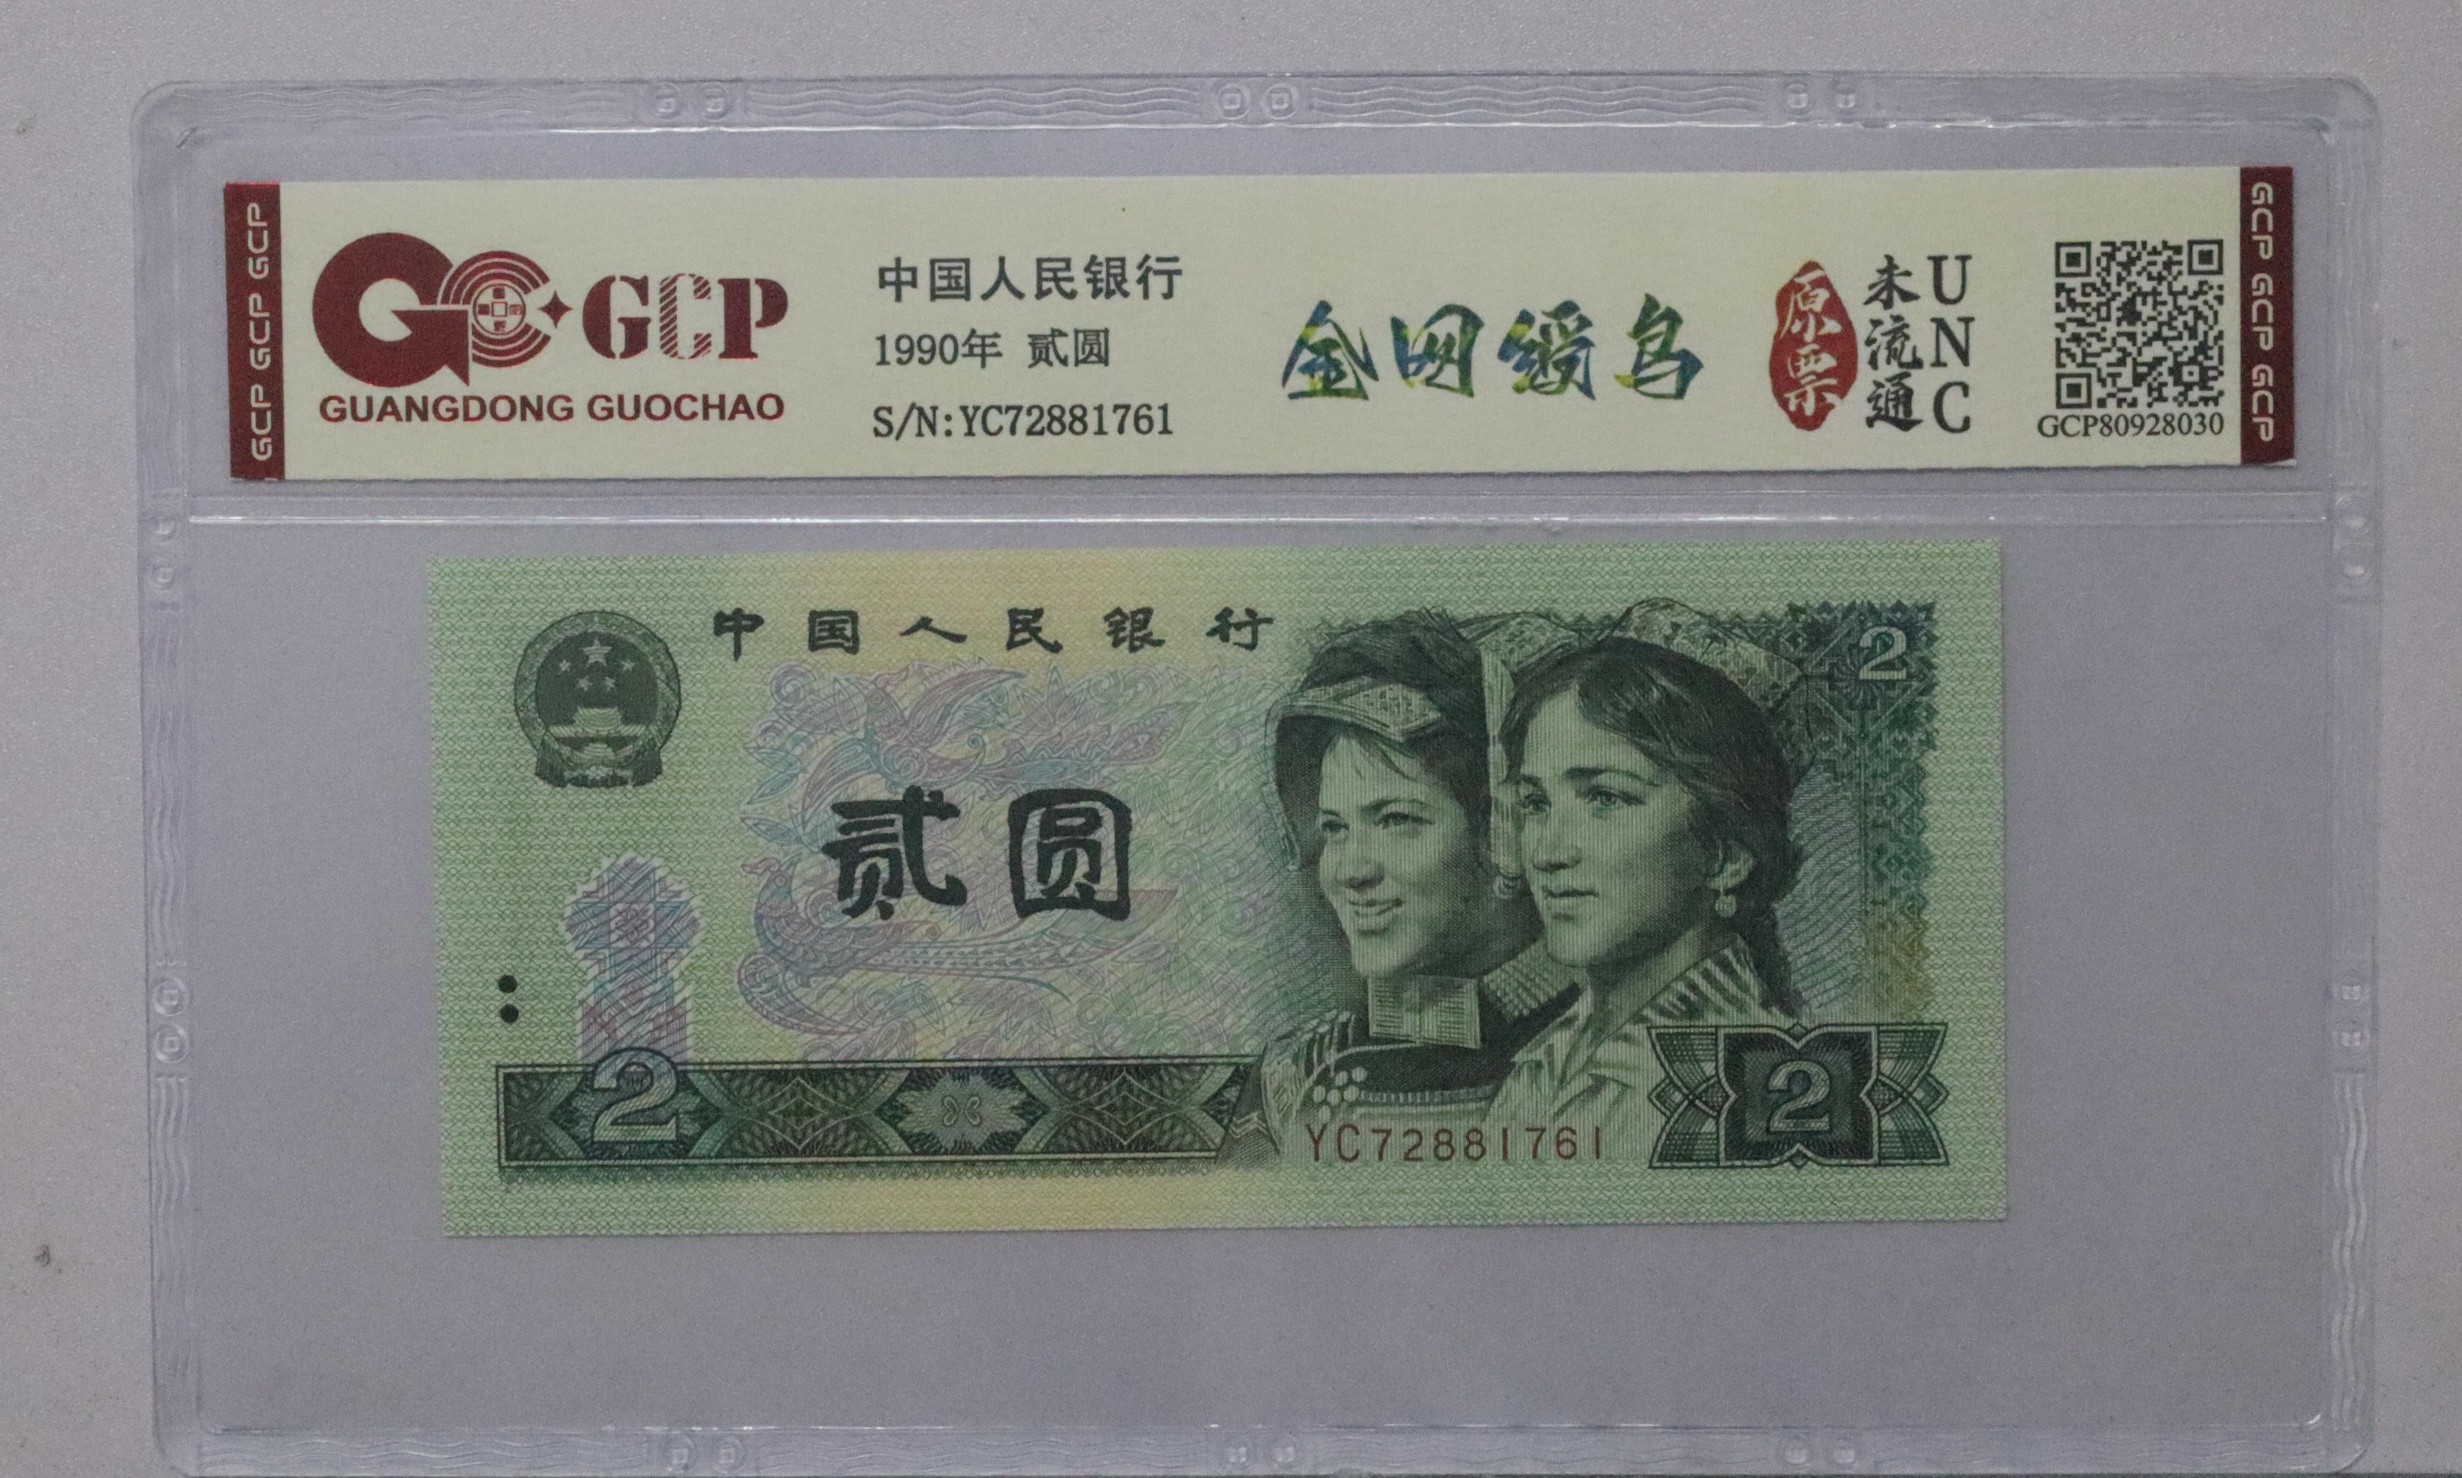 GCP GCP GCP
GCP
GUANGDONG GUOCHAO
中国人民银行
1990年 贰圆
S/N:YC72881761
金网绶鸟
原票
未流通
UNC
GCP80928030
GCP GCP GCP
中国人民银行
2
贰圆
2
YC72881761
2